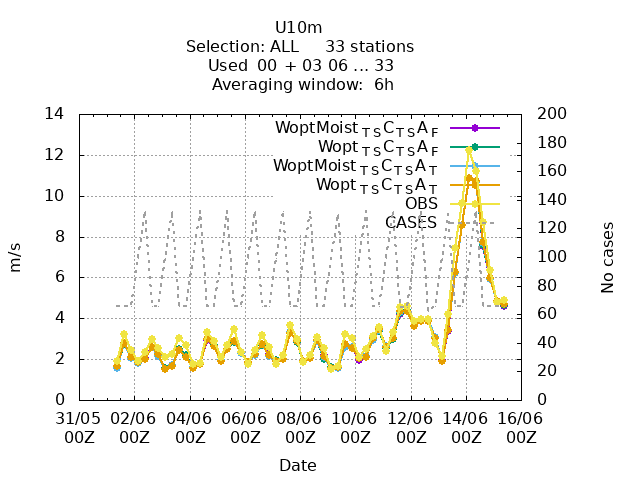 U10m
Selection: ALL 33 stations
Used 00 + 03 06 ... 33
Averaging window: 6h
14 200
WoptMoist TS C TS A F
180
Wopt TS C TS A F
12 160
WoptMoist TS C TS A T
Wopt TS C TS A T
10 140
OBS
120
CASES
8
100
m/s
No cases
6 80
4 60
40
2
20
0 0
31/05 02/06 04/06 06/06 08/06 10/06 12/06 14/06 16/06
00Z 00Z 00Z 00Z 00Z 00Z 00Z 00Z 00Z
Date